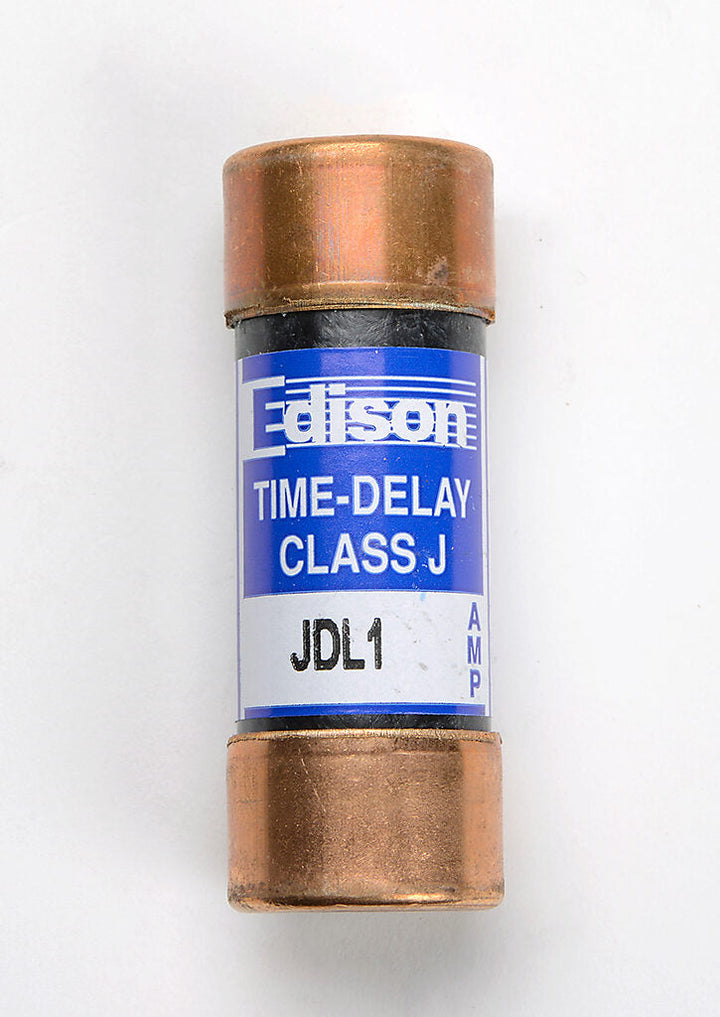 Edison
TIME-DELAY
CLASS J
JDL1
AMP